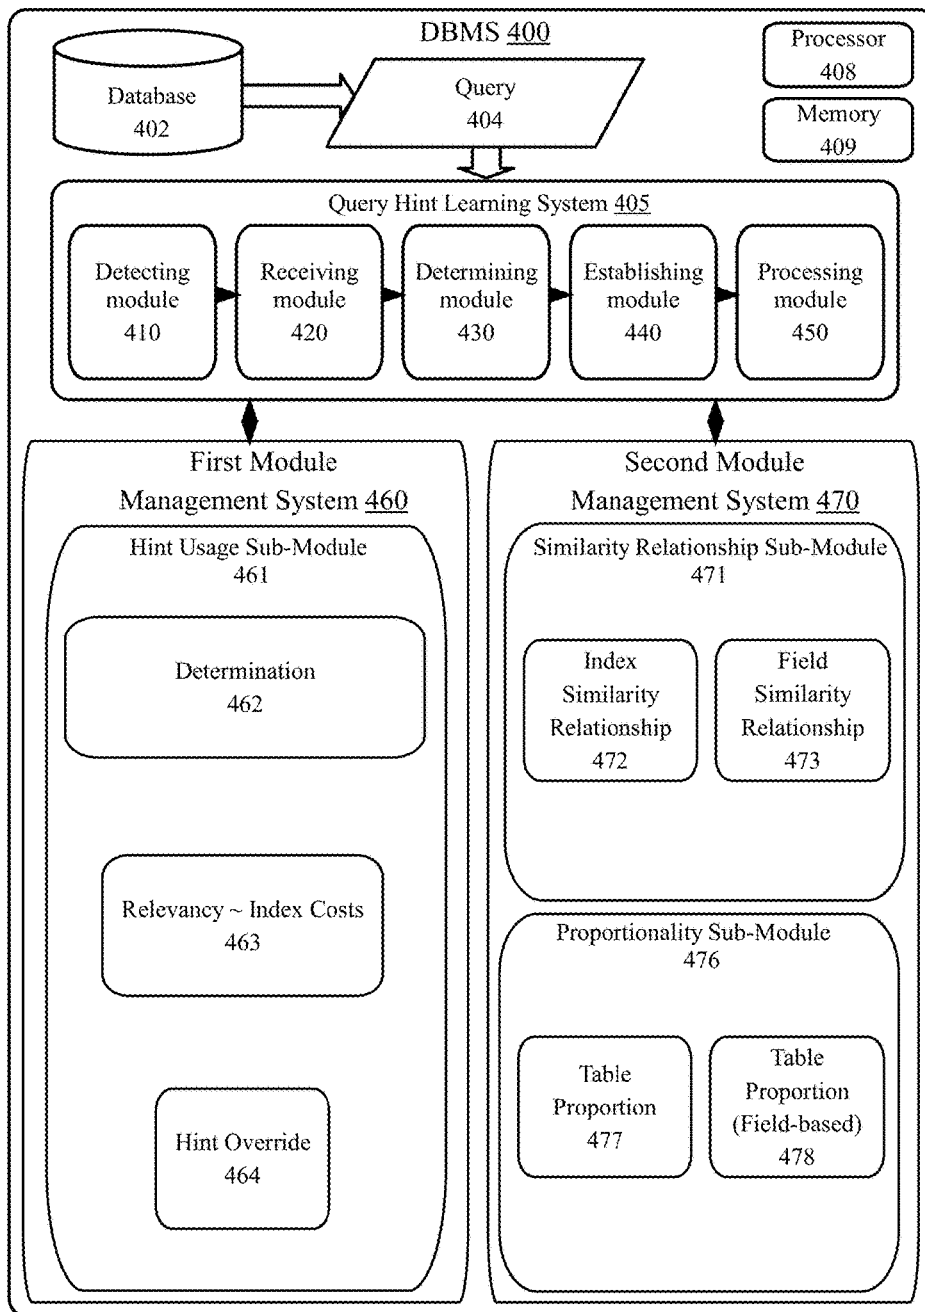 DBMS 400
Database
402
Query
404
Processor
408
Memory
409
Query Hint Learning System 405
Detecting
module
410
Receiving
module
420
Determining
module
430
Establishing
module
440
Processing
module
450
First Module
Management System 460
Hint Usage Sub-Module
461
Determination
462
Relevancy ~ Index Costs
463
Hint Override
464
Second Module
Management System 470
Similarity Relationship Sub-Module
471
Index
Similarity
Relationship
472
Field
Similarity
Relationship
473
Proportionality Sub-Module
476
Table
Proportion
477
Table
Proportion
(Field-based)
478